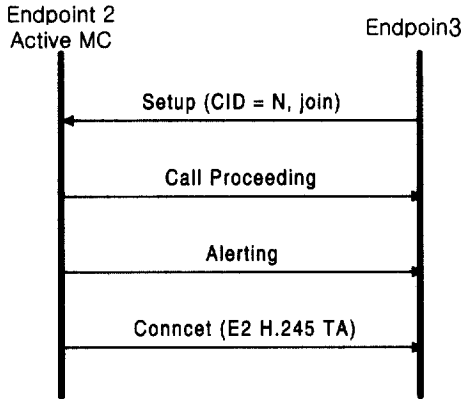 Endpoint 2
Active MC
Endpoin3
Setup (CID = N, join)
Call Proceeding
Alerting
Conncet (E2 H.245 TA)